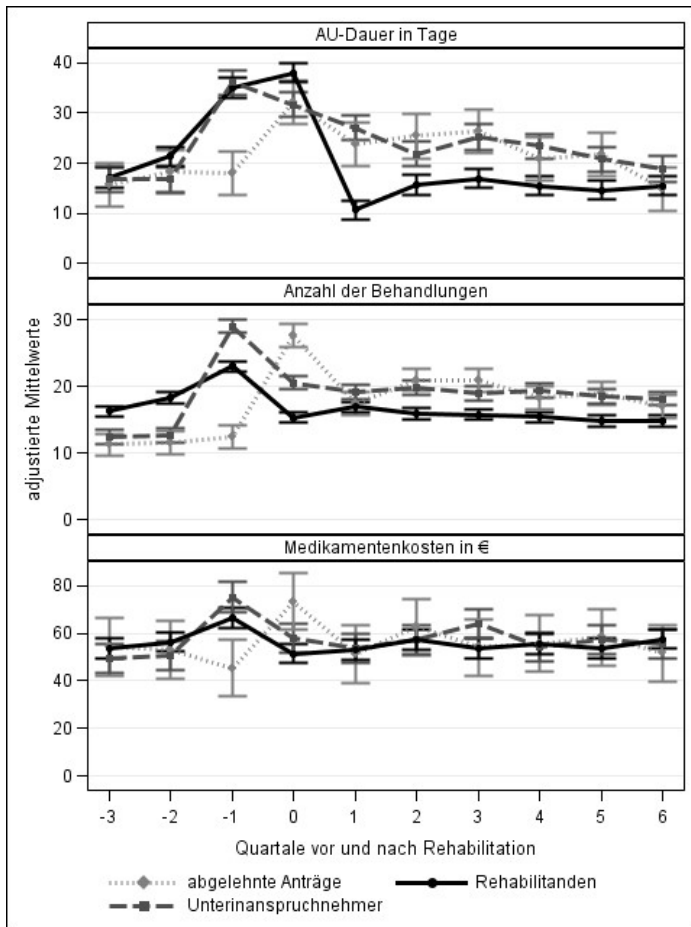 AU-Dauer in Tage
40
30
20
10
0
Anzahl der Behandlungen
30
20
10
0
adjustierte Mittelwerte
Medikamentenkosten in €
80
60
40
20
0
-3 -2 -1 0 1 2 3 4 5 6
Quartale vor und nach Rehabilitation
abgelehnte Anträge Rehabilitanden
Unterinanspruchnehmer